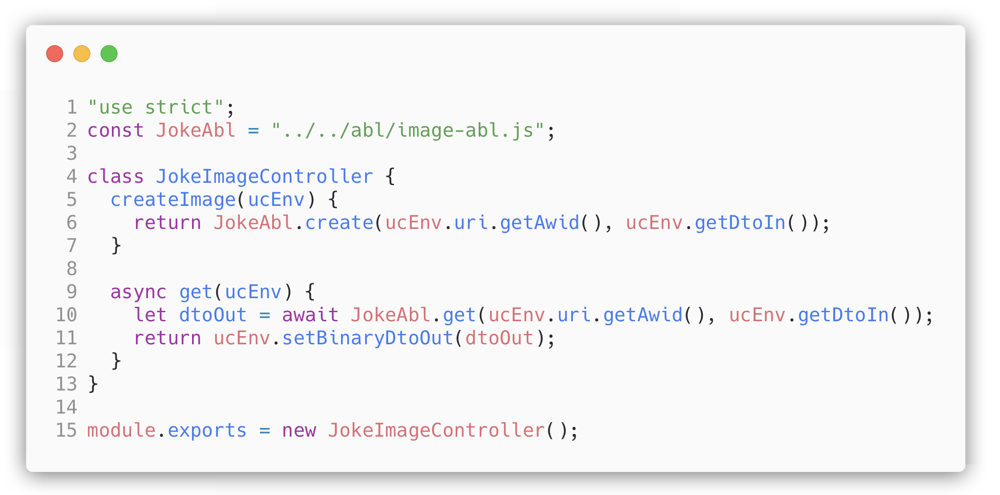 1 "use strict";
2 const JokeAbl = "../../abl/image-abl.js";
3
4 class JokeImageController {
5   createImage(ucEnv) {
6     return JokeAbl.create(ucEnv.uri.getAwid(), ucEnv.getDtoIn());
7   }
8
9   async get(ucEnv) {
10     let dtoOut = await JokeAbl.get(ucEnv.uri.getAwid(), ucEnv.getDtoIn());
11     return ucEnv.setBinaryDtoOut(dtoOut);
12   }
13 }
14
15 module.exports = new JokeImageController();